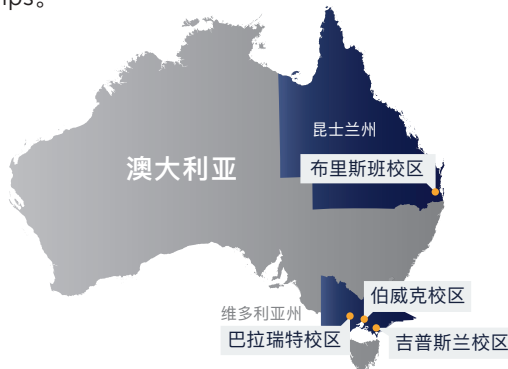 ips。
昆士兰州
澳大利亚
布里斯班校区
伯威克校区
维多利亚州
巴拉瑞特校区
吉普斯兰校区